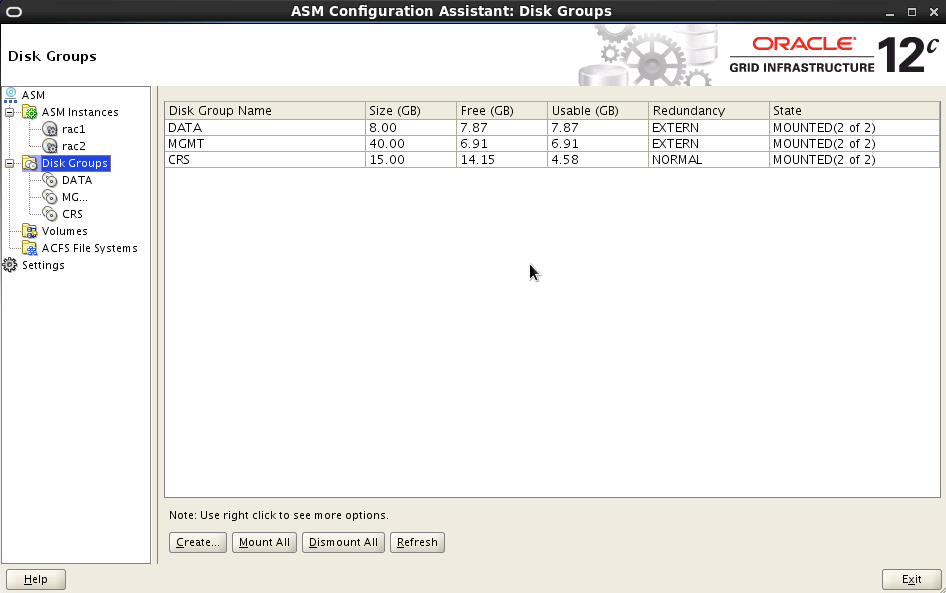 ASM Configuration Assistant: Disk Groups
Disk Groups
ORACLE
GRID INFRASTRUCTURE
12c
ASM
ASM Instances
rac1
rac2
Disk Groups
DATA
MG...
CRS
Volumes
ACFS File Systems
Settings
Disk Group Name Size (GB) Free (GB) Usable (GB) Redundancy State
DATA 8.00 7.87 7.87 EXTERN MOUNTED(2 of 2)
MGMT 40.00 6.91 6.91 EXTERN MOUNTED(2 of 2)
CRS 15.00 14.15 4.58 NORMAL MOUNTED(2 of 2)
Note: Use right click to see more options.
Create... Mount All Dismount All Refresh
Help Exit